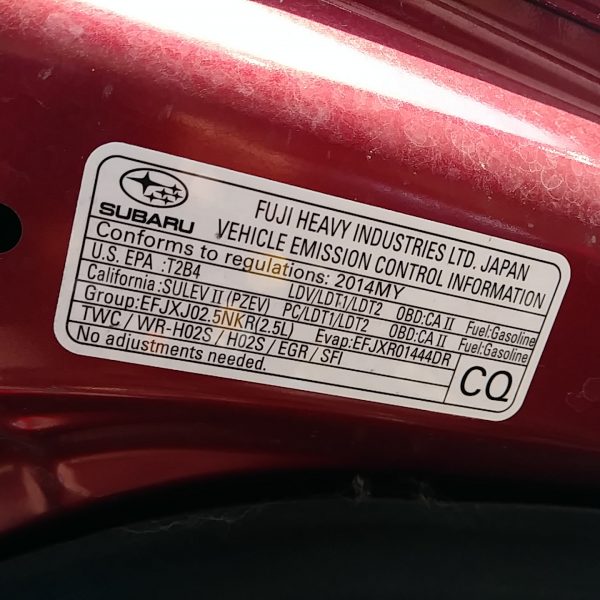 SUBARU
FUJI HEAVY INDUSTRIES LTD. JAPAN
VEHICLE EMISSION CONTROL INFORMATION
Conforms to regulations: 2014MY
U.S. EPA :T2B4 LDV/LDT1/LDT2 OBD:CA II Fuel:Gasoline
California:SULEV II (PZEV) PC/LDT1/LDT2 OBD:CA II Fuel:Gasoline
Group:EFJXJ02.5NKR(2.5L) Evap:EFJXR01444DR
TWC / WR-HO2S / HO2S / EGR / SFI
No adjustments needed.
CQ